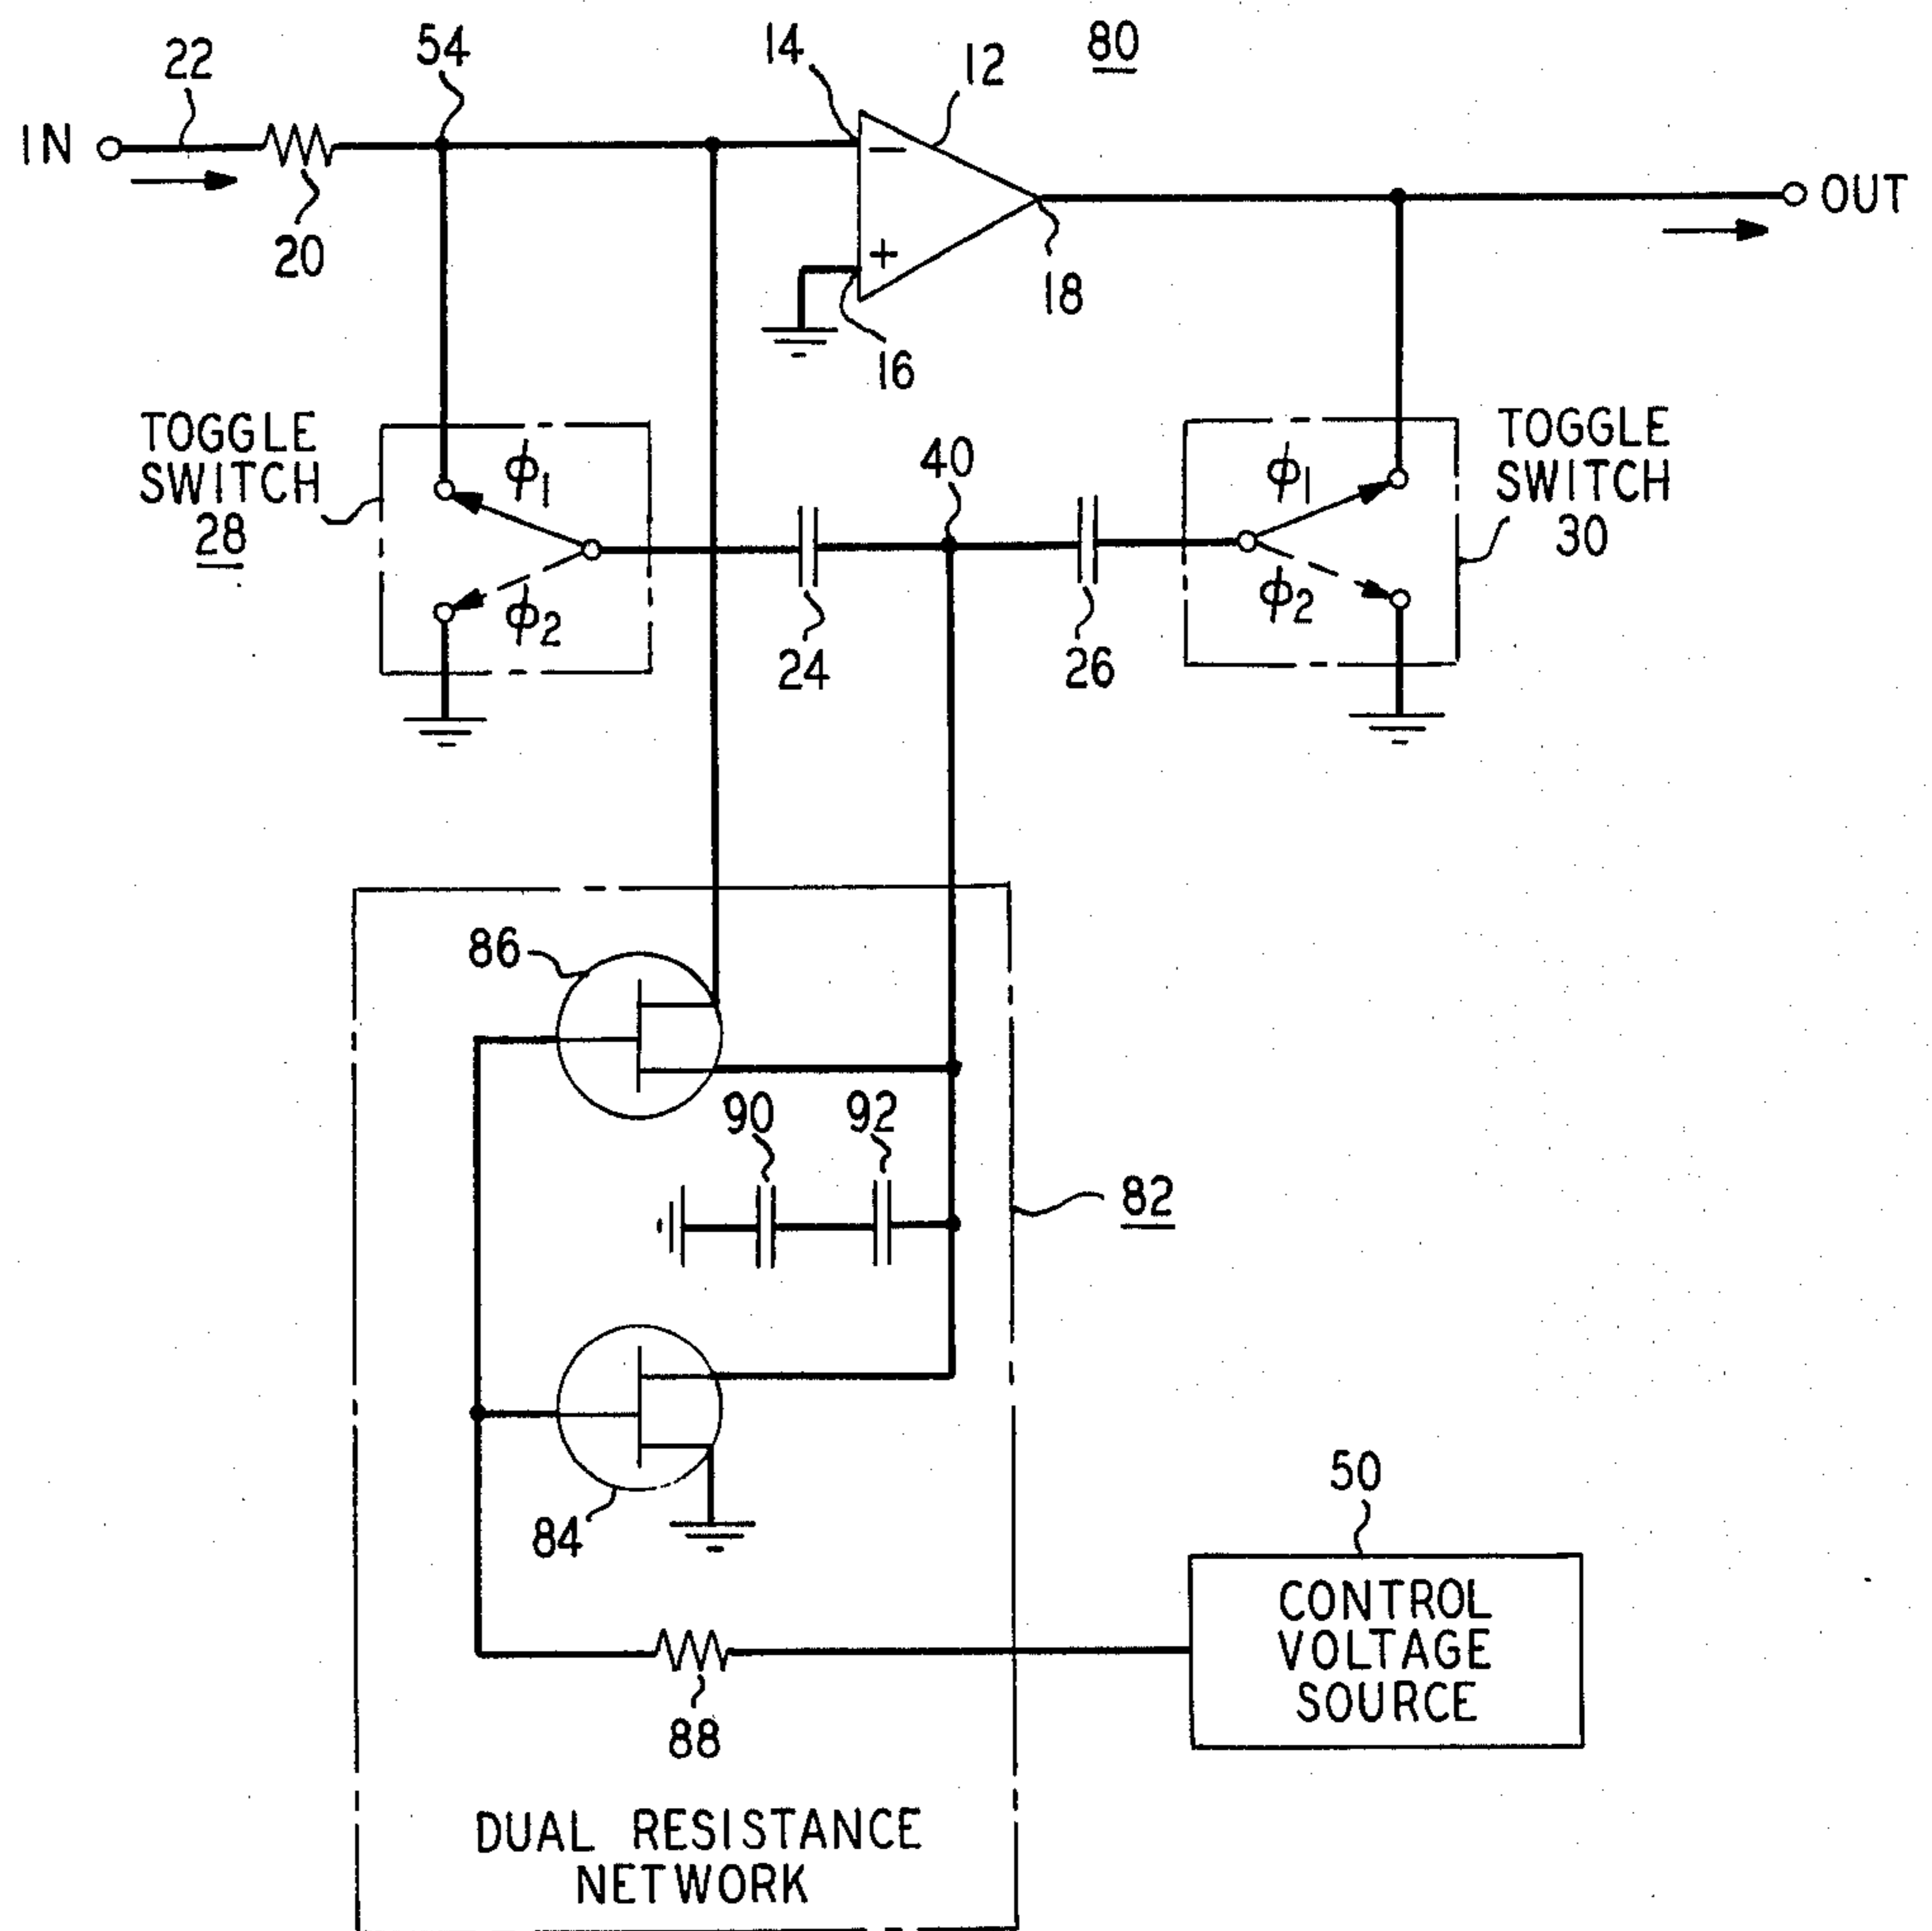 22
54
14
12
80
IN
OUT
−
+
20
18
16
TOGGLE
SWITCH
28
ϕ1
ϕ2
40
24
26
ϕ1
ϕ2
TOGGLE
SWITCH
30
86
90
92
82
84
50
CONTROL
VOLTAGE
SOURCE
88
DUAL RESISTANCE
NETWORK